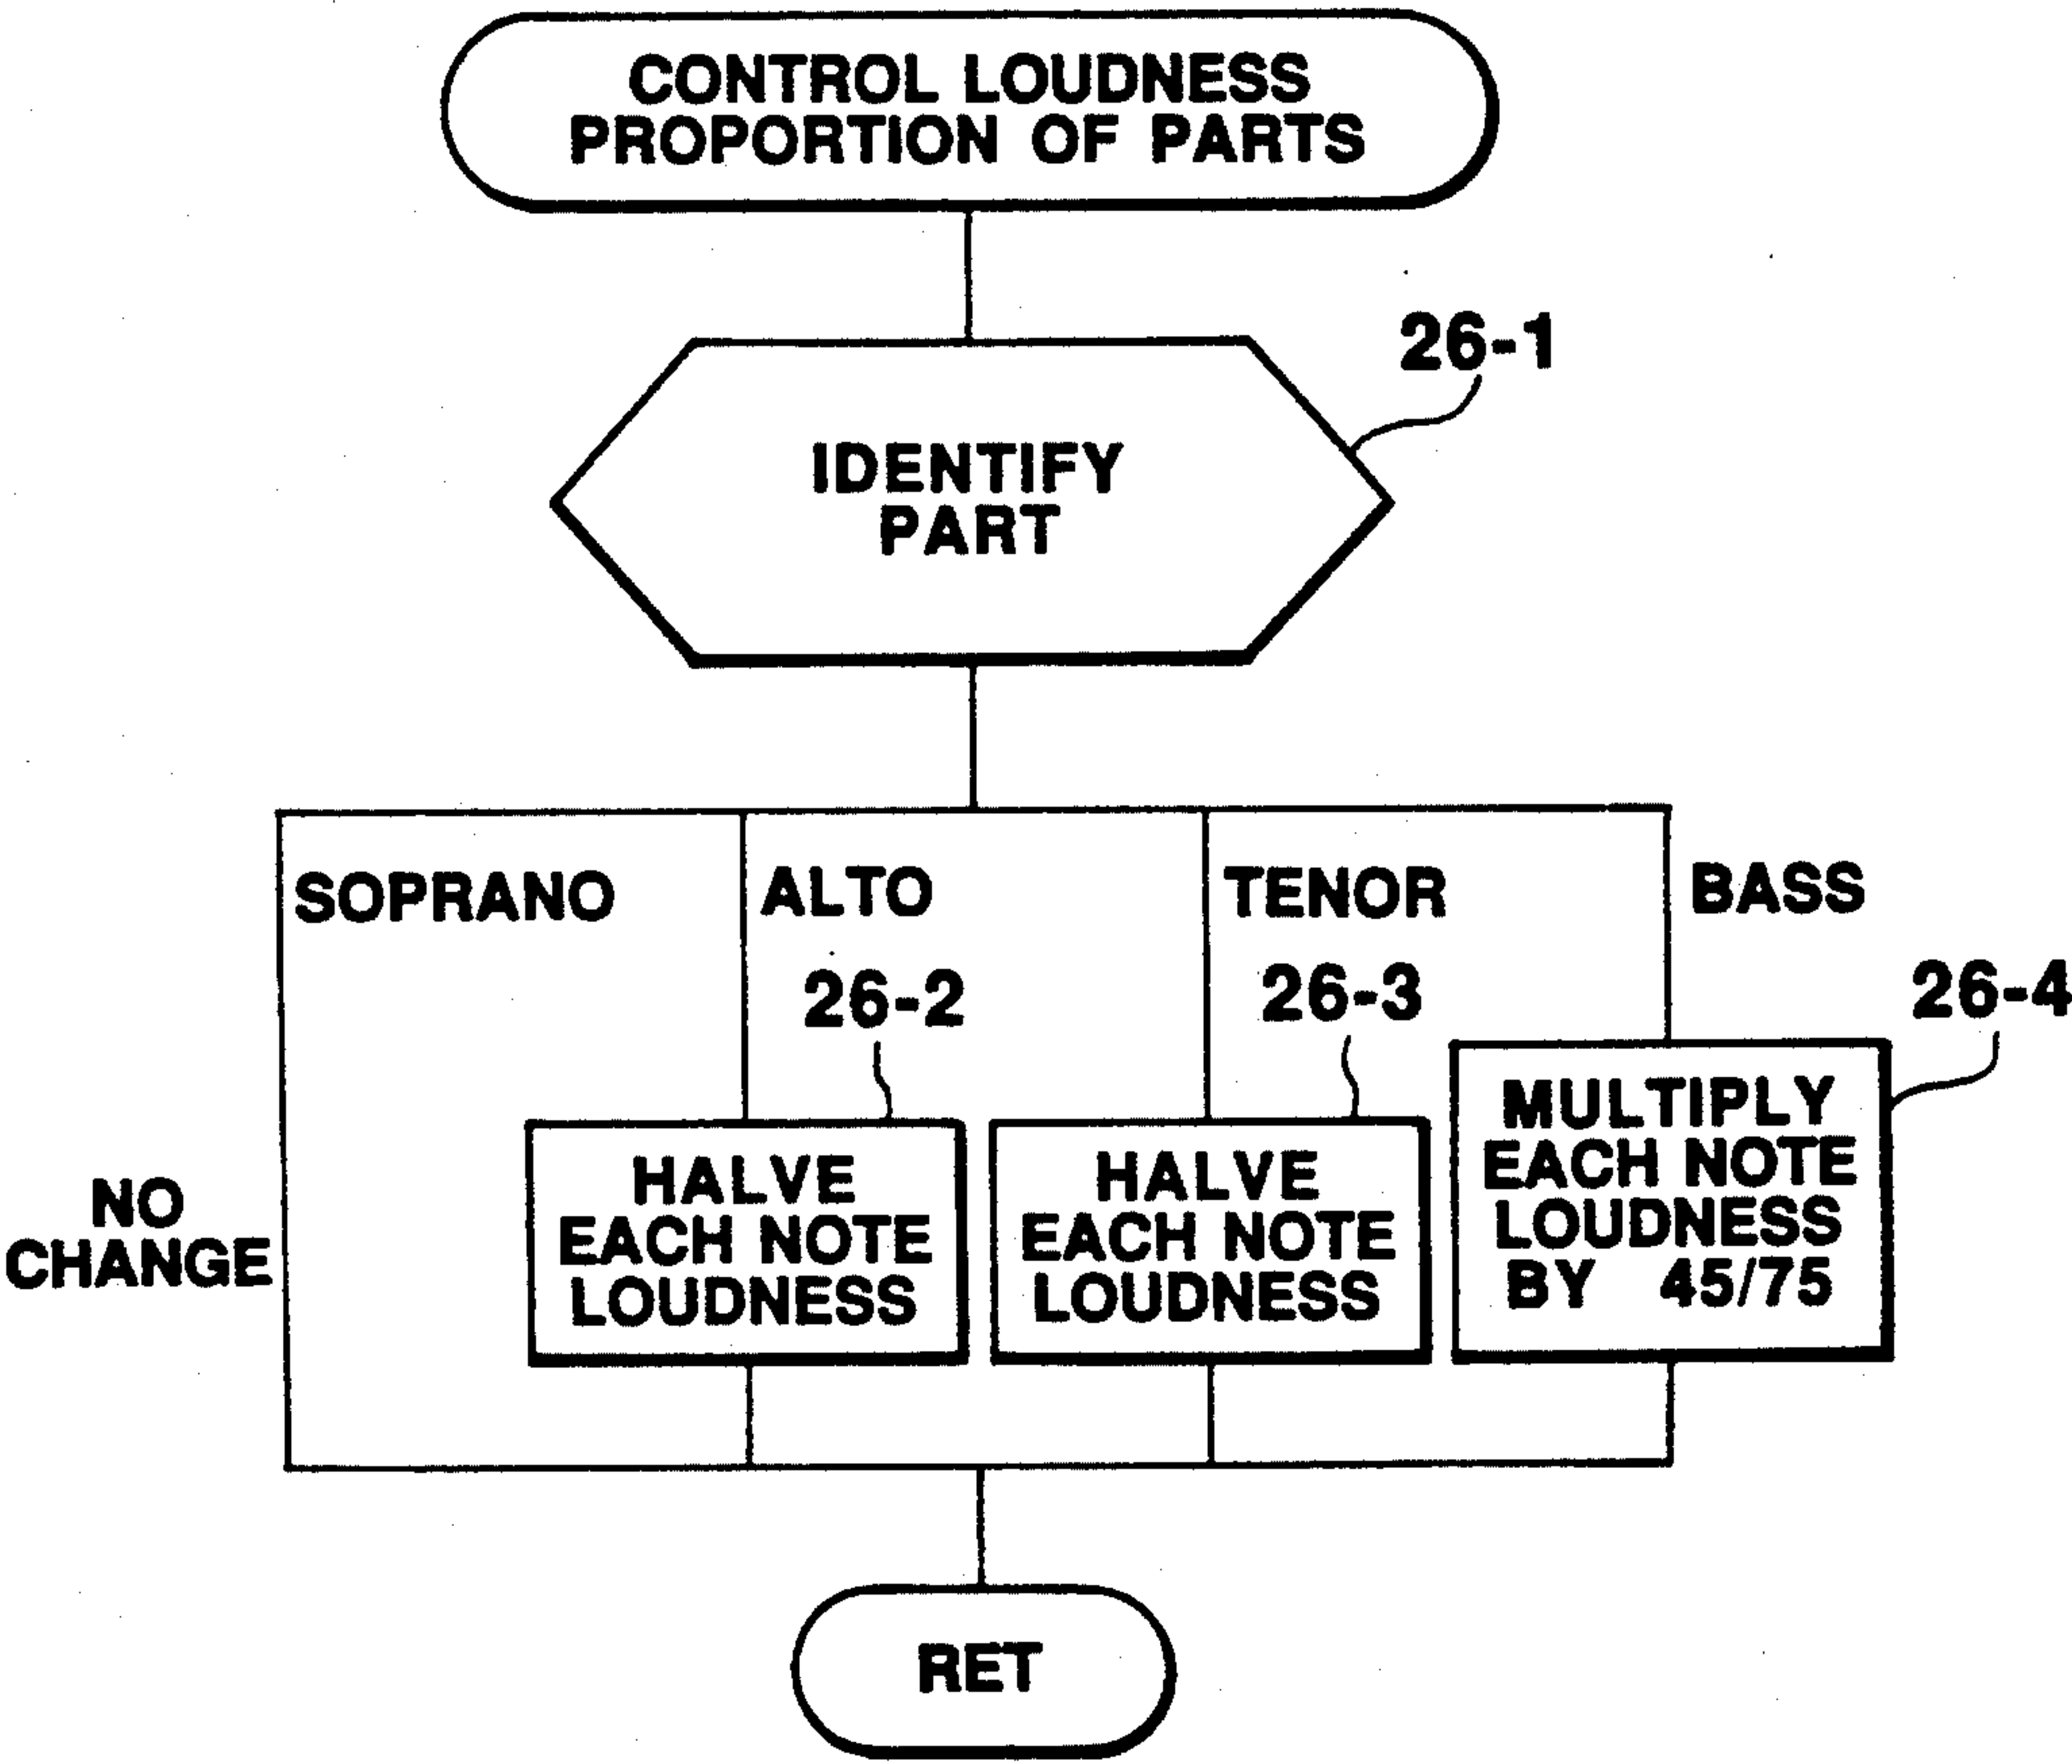 CONTROL LOUDNESS
PROPORTION OF PARTS
26-1
IDENTIFY
PART
SOPRANO
ALTO
TENOR
BASS
26-2
26-3
26-4
NO
CHANGE
HALVE
EACH NOTE
LOUDNESS
HALVE
EACH NOTE
LOUDNESS
MULTIPLY
EACH NOTE
LOUDNESS
BY 45/75
RET